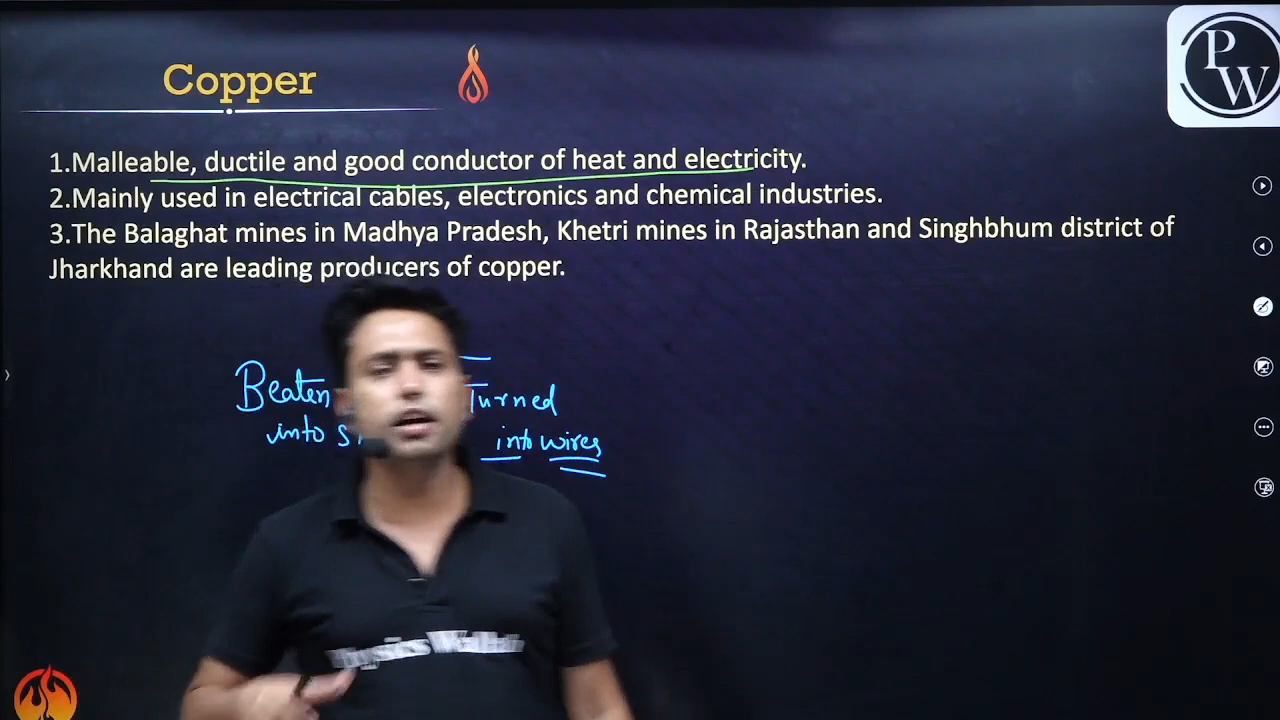 Copper
P
W
1.Malleable, ductile and good conductor of heat and electricity.
2.Mainly used in electrical cables, electronics and chemical industries.
3.The Balaghat mines in Madhya Pradesh, Khetri mines in Rajasthan and Singhbhum district of
Jharkhand are leading producers of copper.
Beaten Turned
into into wires
Physics Wallah